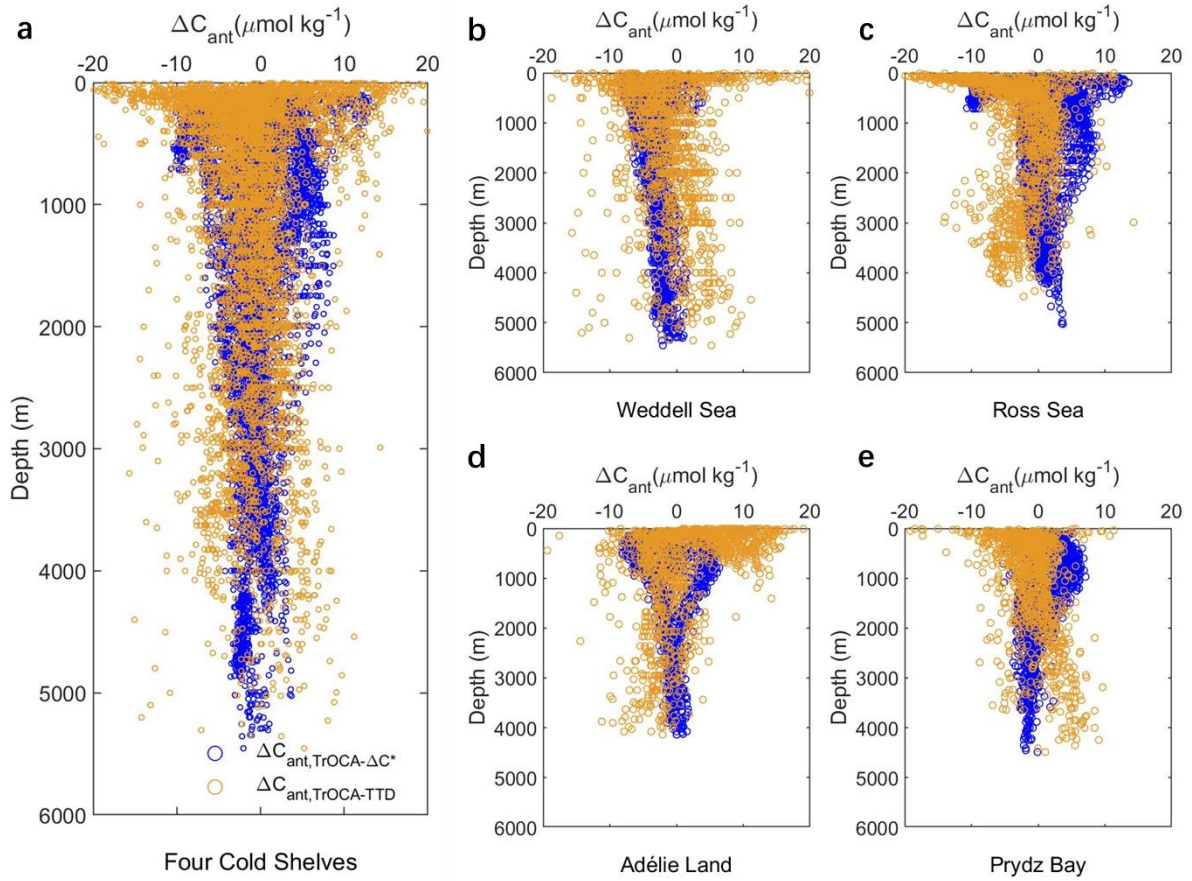 a
ΔC_ant(μmol kg^-1)
-20 -10 0 10 20
0
1000
2000
3000
4000
5000
6000
Depth (m)
ΔC_ant,TrOCA-ΔC*
ΔC_ant,TrOCA-TTD
Four Cold Shelves
b
ΔC_ant(μmol kg^-1)
-20 -10 0 10 20
0
1000
2000
3000
4000
5000
6000
Depth (m)
Weddell Sea
c
ΔC_ant(μmol kg^-1)
-20 -10 0 10 20
0
1000
2000
3000
4000
5000
6000
Depth (m)
Ross Sea
d
ΔC_ant(μmol kg^-1)
-20 -10 0 10 20
0
1000
2000
3000
4000
5000
6000
Depth (m)
Adélie Land
e
ΔC_ant(μmol kg^-1)
-20 -10 0 10 20
0
1000
2000
3000
4000
5000
6000
Depth (m)
Prydz Bay